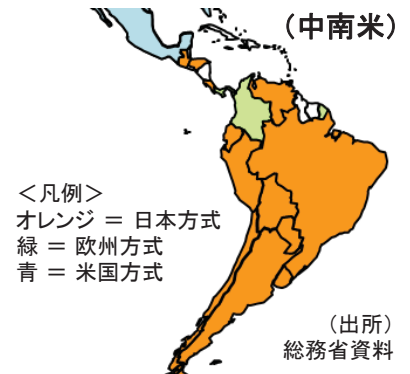 （中南米）
＜凡例＞
オレンジ ＝ 日本方式
緑 ＝ 欧州方式
青 ＝ 米国方式
（出所）
総務省資料